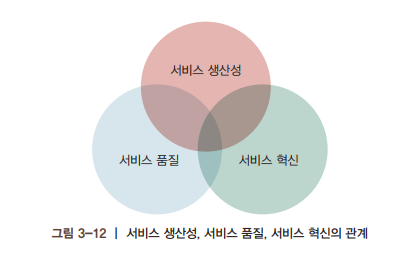 서비스 생산성
서비스 품질
서비스 혁신
그림 3-12 | 서비스 생산성, 서비스 품질, 서비스 혁신의 관계